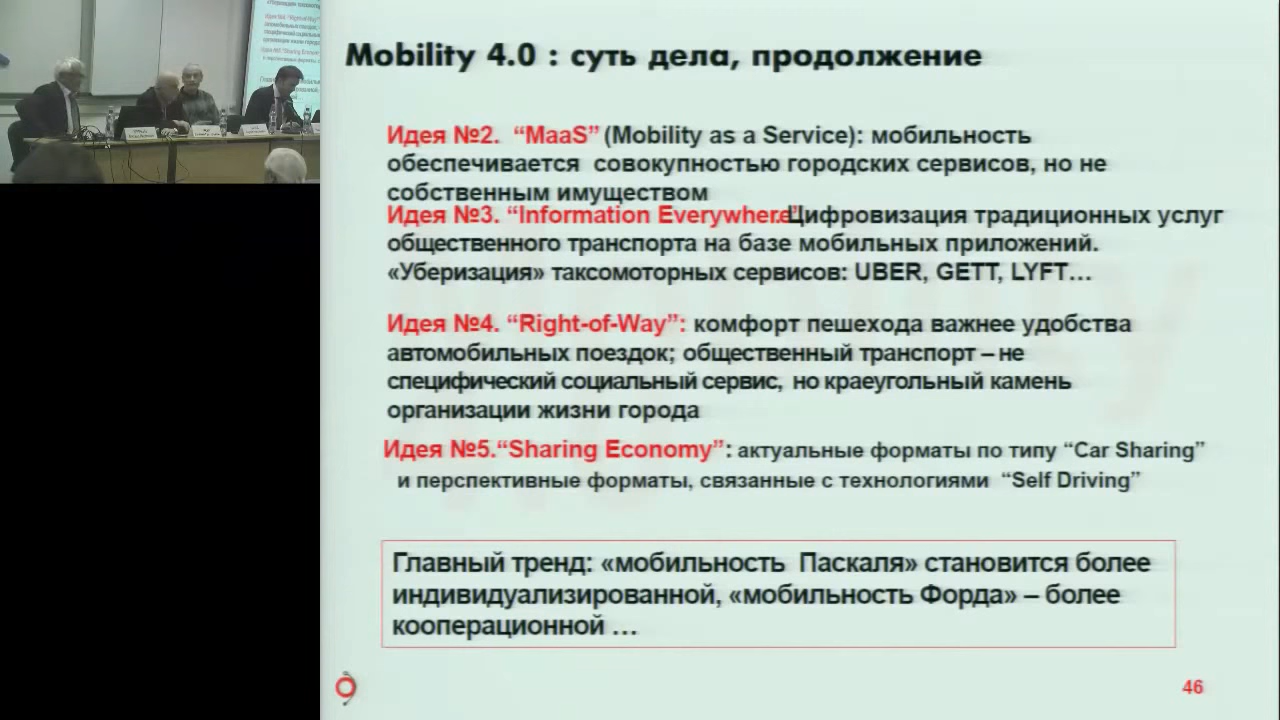 Mobility 4.0 : суть дела, продолжение
Идея №2. “MaaS” (Mobility as a Service): мобильность
обеспечивается совокупностью городских сервисов, но не
собственным имуществом
Идея №3. “Information Everywhere” Цифровизация традиционных услуг
общественного транспорта на базе мобильных приложений.
«Уберизация» таксомоторных сервисов: UBER, GETT, LYFT…
Идея №4. “Right-of-Way”: комфорт пешехода важнее удобства
автомобильных поездок; общественный транспорт – не
специфический социальный сервис, но краеугольный камень
организации жизни города
Идея №5.“Sharing Economy”: актуальные форматы по типу “Car Sharing”
и перспективные форматы, связанные с технологиями “Self Driving”
Главный тренд: «мобильность Паскаля» становится более
индивидуализированной, «мобильность Форда» – более
кооперационной …
46